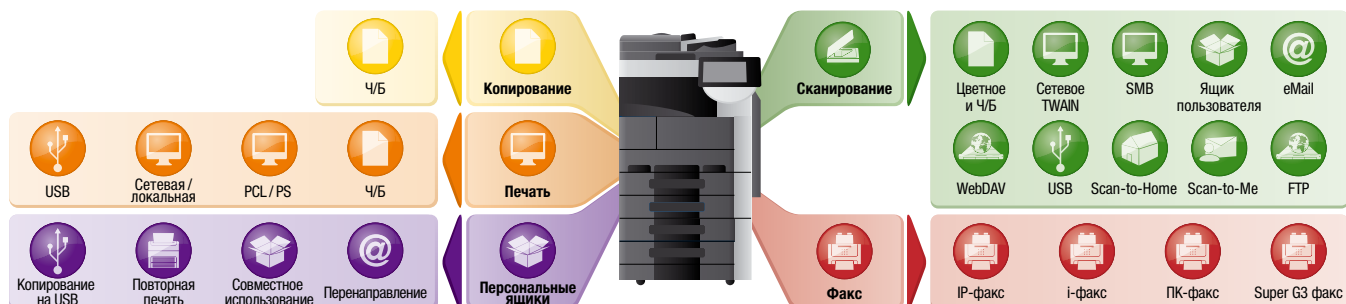 Ч/Б
Копирование
USB
Сетевая /
локальная
PCL / PS
Ч/Б
Печать
Копирование
на USB
Повторная
печать
Совместное
использование
Перенаправление
Персональные
ящики
Сканирование
Цветное
и Ч/Б
Сетевое
TWAIN
SMB
Ящик
пользователя
eMail
WebDAV
USB
Scan-to-Home
Scan-to-Me
FTP
Факс
IP-факс
i-факс
ПК-факс
Super G3 факс